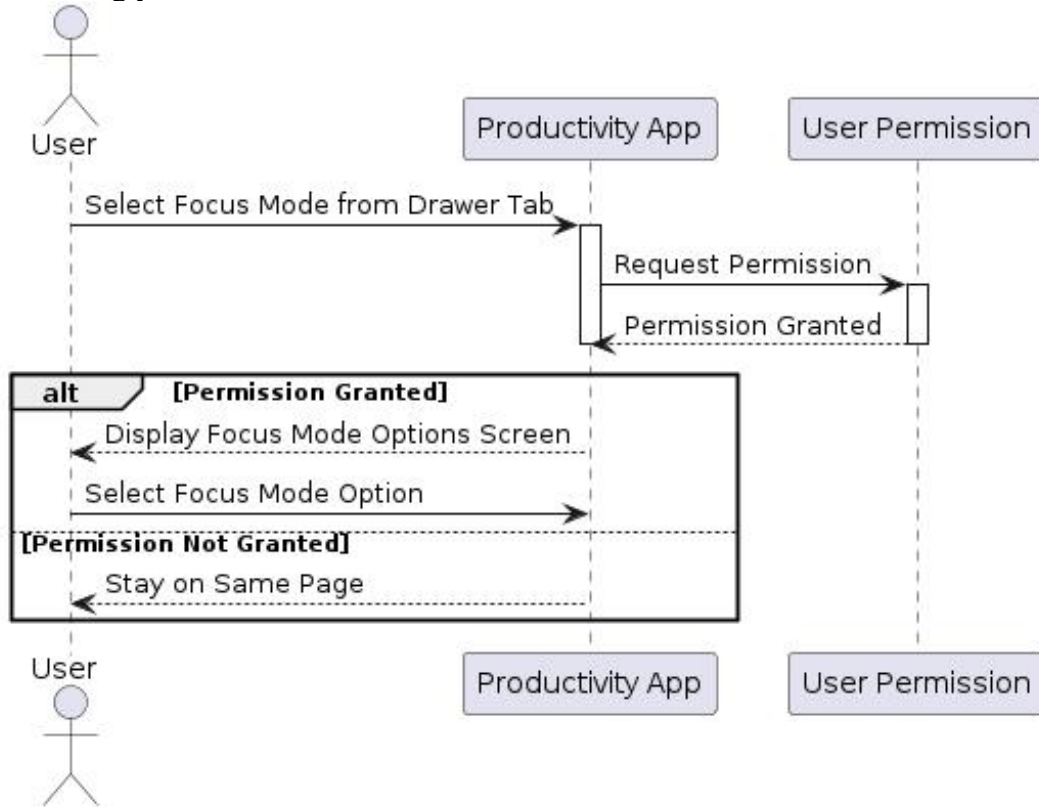 User
Productivity App
User Permission
Select Focus Mode from Drawer Tab
Request Permission
Permission Granted
alt
[Permission Granted]
Display Focus Mode Options Screen
Select Focus Mode Option
[Permission Not Granted]
Stay on Same Page
User
Productivity App
User Permission